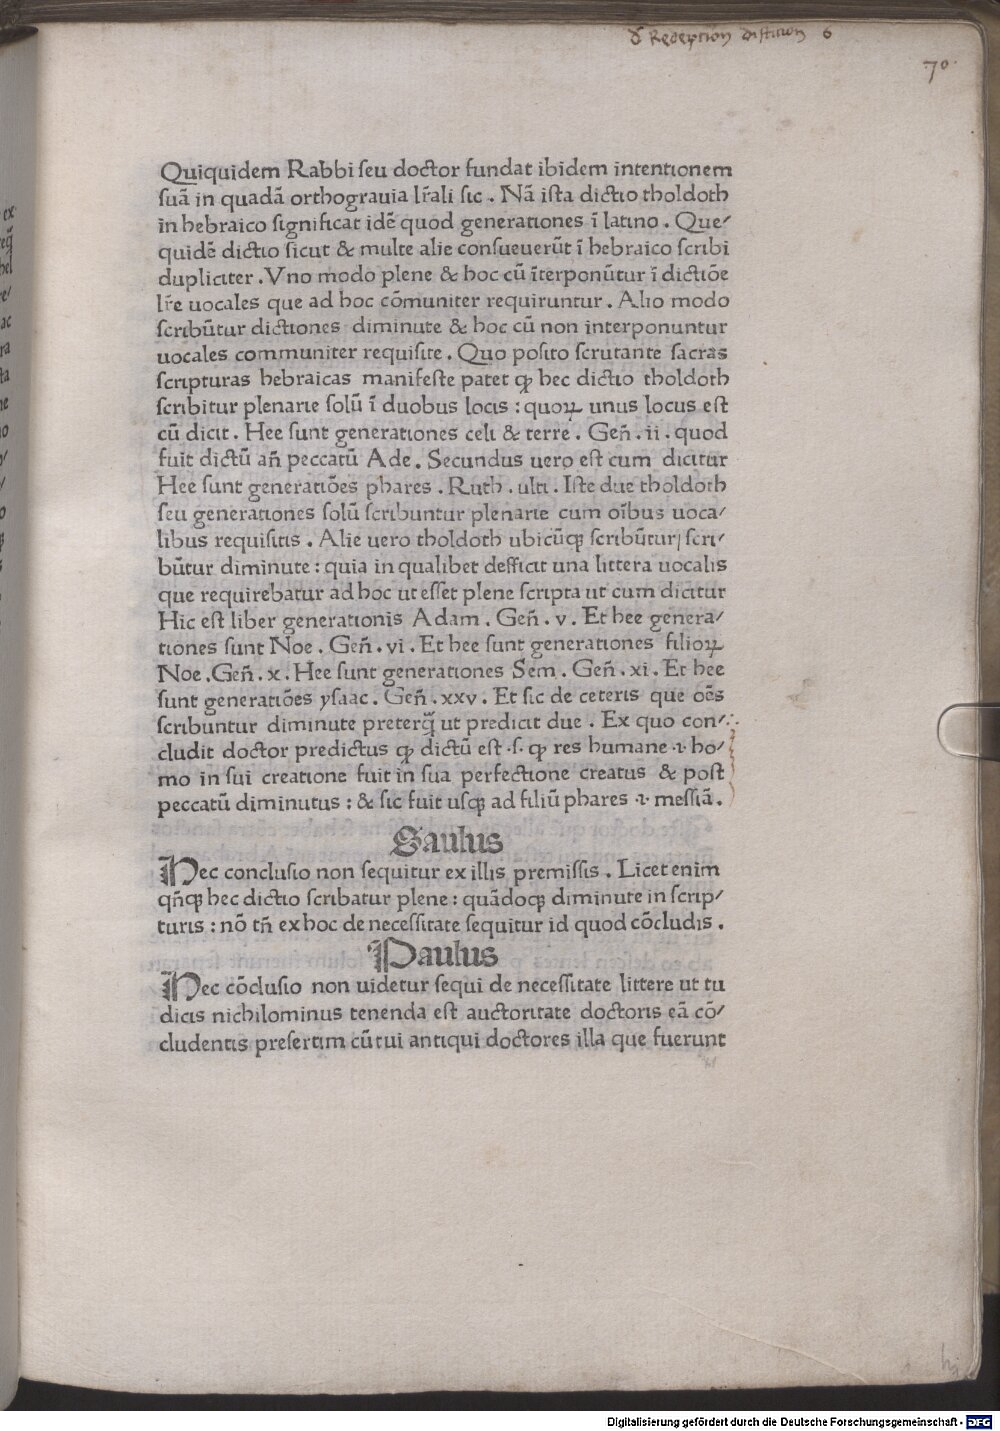 70
Quiquidem Rabbi seu doctor fundat ibidem intentionem
suā in quadā orthogravia lr̄ali sic . Nā ista dictio tholdoth
in hebraico significat idē quod generationes ī latino . Que⸗
quidē dictio sicut & multe alie consueuerūt ī hebraico scribi
dupliciter . Vno modo plene & hoc cū īterponūtur ī dictiōe
lr̄e uocales que ad hoc cōmuniter requiruntur . Alio modo
scribūtur dictiones diminute & hoc cū non interponuntur
uocales communiter requisite . Quo posito scrutante sacras
scripturas hebraicas manifeste patet ꝙ hec dictio tholdoth
scribitur plenarie solū ī duobus locis : quoꝝ unus locus est
cū dicit . Hee sunt generationes celi & terre . Geñ . ii . quod
fuit dictū añ peccatū Ade . Secundus uero est cum dicitur
Hee sunt generatiōes phares . Ruth . ulti . Iste due tholdoth
seu generationes solū scribuntur plenarie cum oībus uoca⸗
libus requisitis . Alie uero tholdoth ubicūqꝫ scribūtur, scri⸗
būtur diminute : quia in qualibet defficit una littera uocalis
que requirebatur ad hoc ut esset plene scripta ut cum dicitur
Hic est liber generationis Adam . Geñ . v . Et hee genera⸗
tiones sunt Noe . Geñ . vi . Et hee sunt generationes filioꝝ
Noe . Geñ . x . Hee sunt generationes Sem . Geñ . xi . Et hee
sunt generatiōes ysaac . Geñ . xxv . Et sic de ceteris que oēs
scribuntur diminute preterq̄ ut predicit due . Ex quo con⸗
cludit doctor predictus ꝙ dictū est .s. ꝙ res humane .i. ho⸗
mo in sui creatione fuit in sua perfectione creatus & post
peccatū diminutus : & sic fuit usqꝫ ad filiū phares .i. messiā .
Saulus
Hec conclusio non sequitur ex illis premissis . Licet enim
qñqꝫ hec dictio scribatur plene : quādoqꝫ diminute in scrip⸗
turis : nō tñ ex hoc de necessitate sequitur id quod cōcludis .
Paulus
Hec cōclusio non uidetur sequi de necessitate littere ut tu
dicis nichilominus tenenda est auctoritate doctoris eā cō⸗
cludentis presertim cū tui antiqui doctores illa que fuerunt
Digitalisierung gefördert durch die Deutsche Forschungsgemeinschaft - DFG